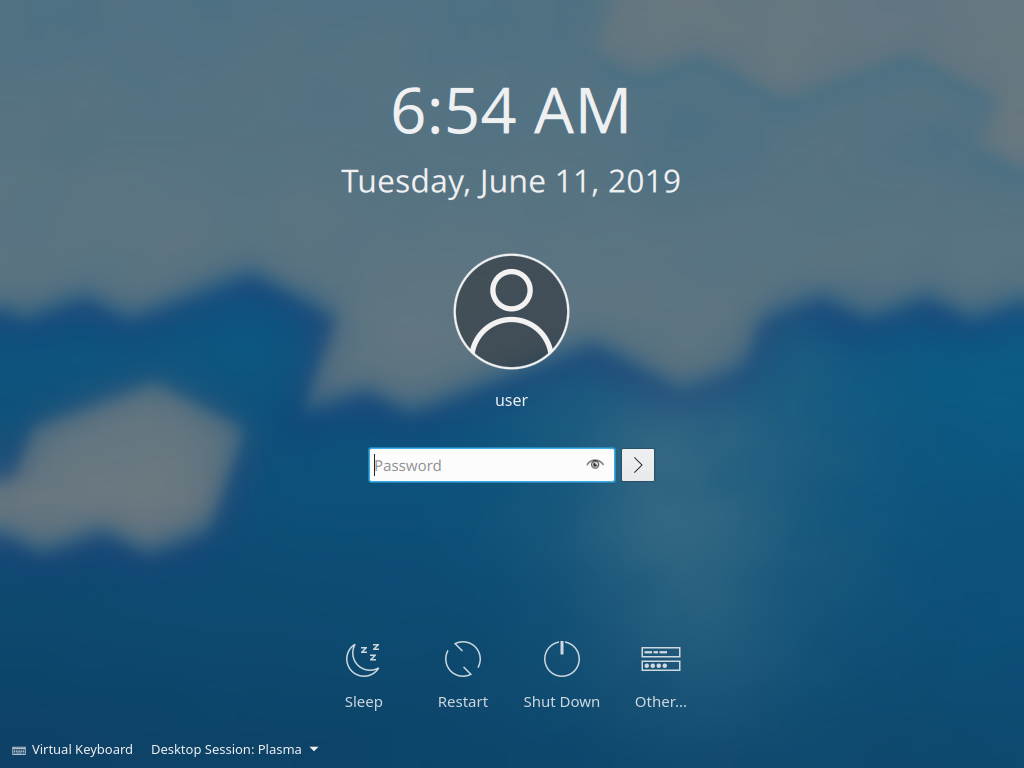 6:54 AM
Tuesday, June 11, 2019
user
Password
Sleep Restart Shut Down Other...
Virtual Keyboard Desktop Session: Plasma